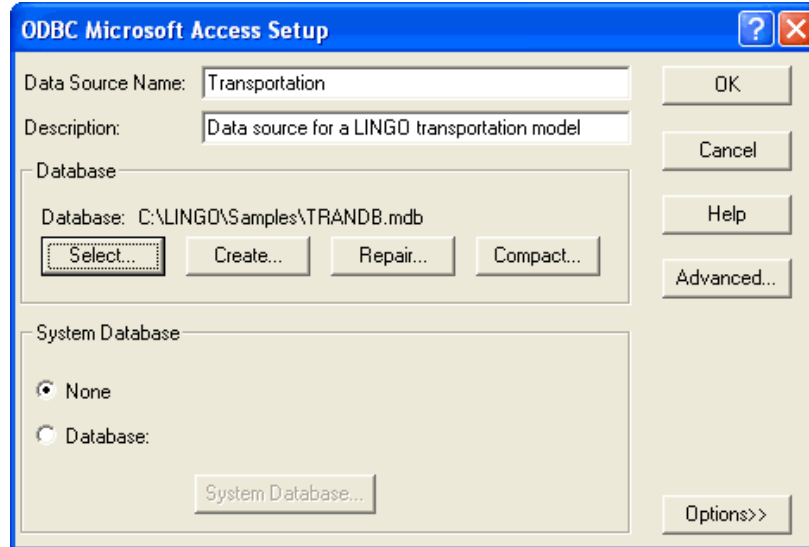 ODBC Microsoft Access Setup
Data Source Name: Transportation
OK
Description: Data source for a LINGO transportation model
Cancel
Database
Database: C:\LINGO\Samples\TRANDB.mdb
Help
Select... Create... Repair... Compact...
Advanced...
System Database
None
Database:
System Database...
Options>>